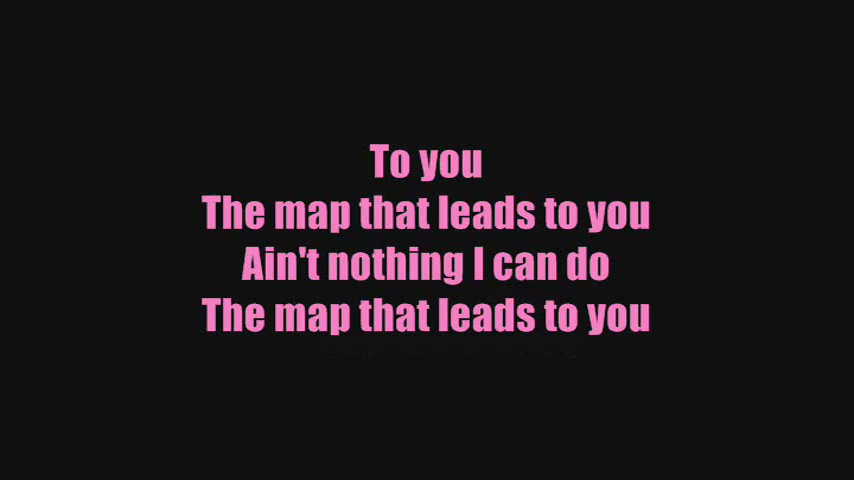 To you
The map that leads to you
Ain't nothing I can do
The map that leads to you